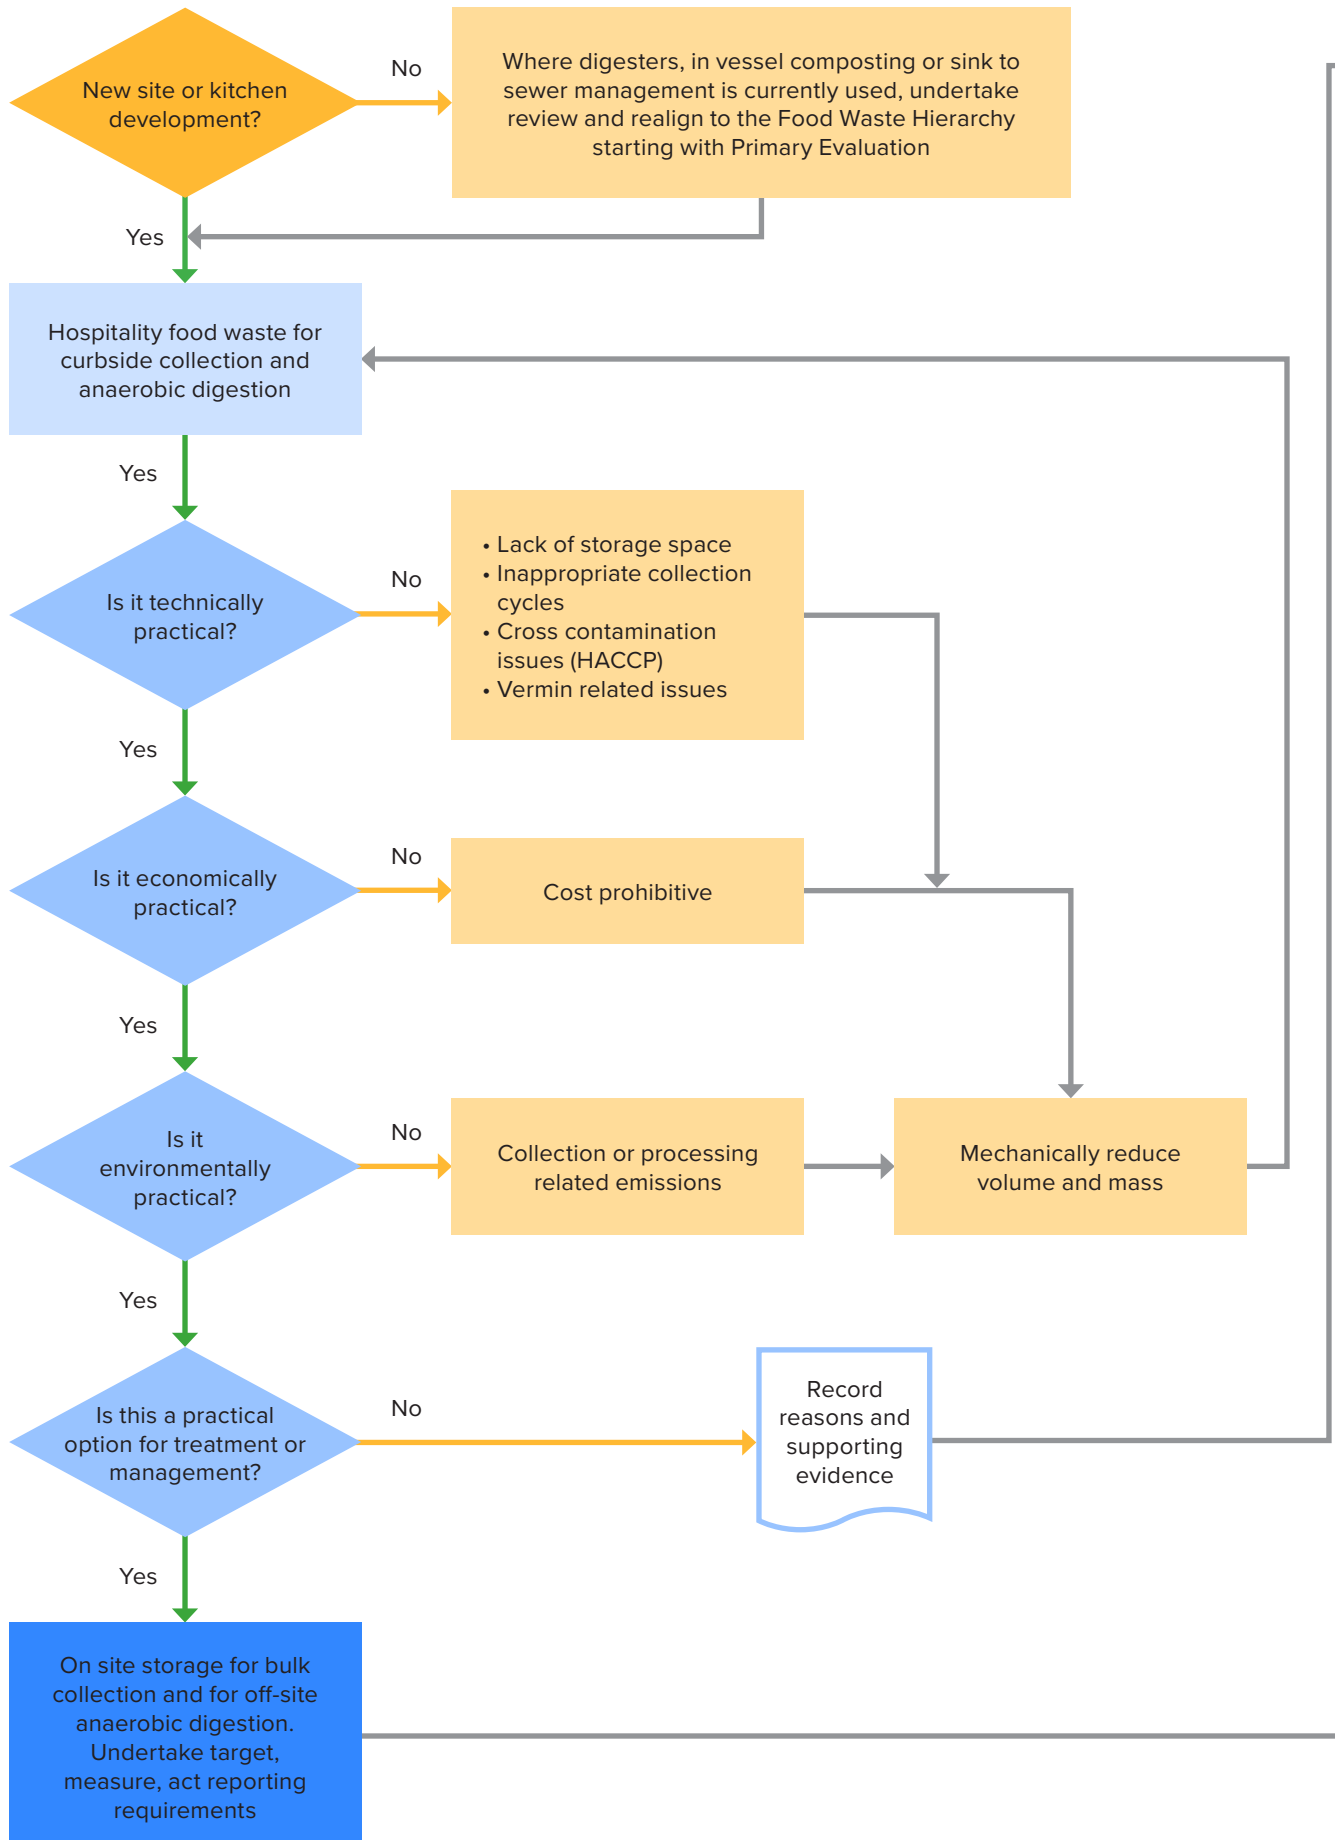 New site or kitchen
development?
No
Where digesters, in vessel composting or sink to
sewer management is currently used, undertake
review and realign to the Food Waste Hierarchy
starting with Primary Evaluation
Yes
Hospitality food waste for
curbside collection and
anaerobic digestion
Yes
Is it technically
practical?
No
• Lack of storage space
• Inappropriate collection
cycles
• Cross contamination
issues (HACCP)
• Vermin related issues
Yes
Is it economically
practical?
No
Cost prohibitive
Yes
Is it
environmentally
practical?
No
Collection or processing
related emissions
Mechanically reduce
volume and mass
Yes
Is this a practical
option for treatment or
management?
No
Record
reasons and
supporting
evidence
Yes
On site storage for bulk
collection and for off-site
anaerobic digestion.
Undertake target,
measure, act reporting
requirements